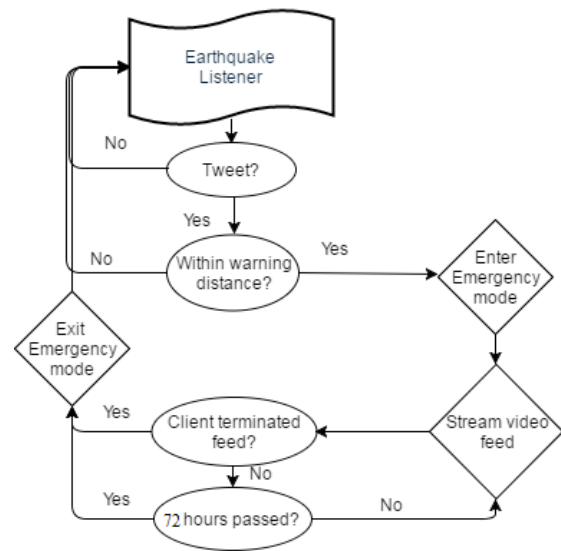 Earthquake
Listener
No
Tweet?
Yes
No
Within warning
distance?
Yes
Enter
Emergency
mode
Exit
Emergency
mode
Yes
Client terminated
feed?
Stream video
feed
No
Yes
72 hours passed?
No